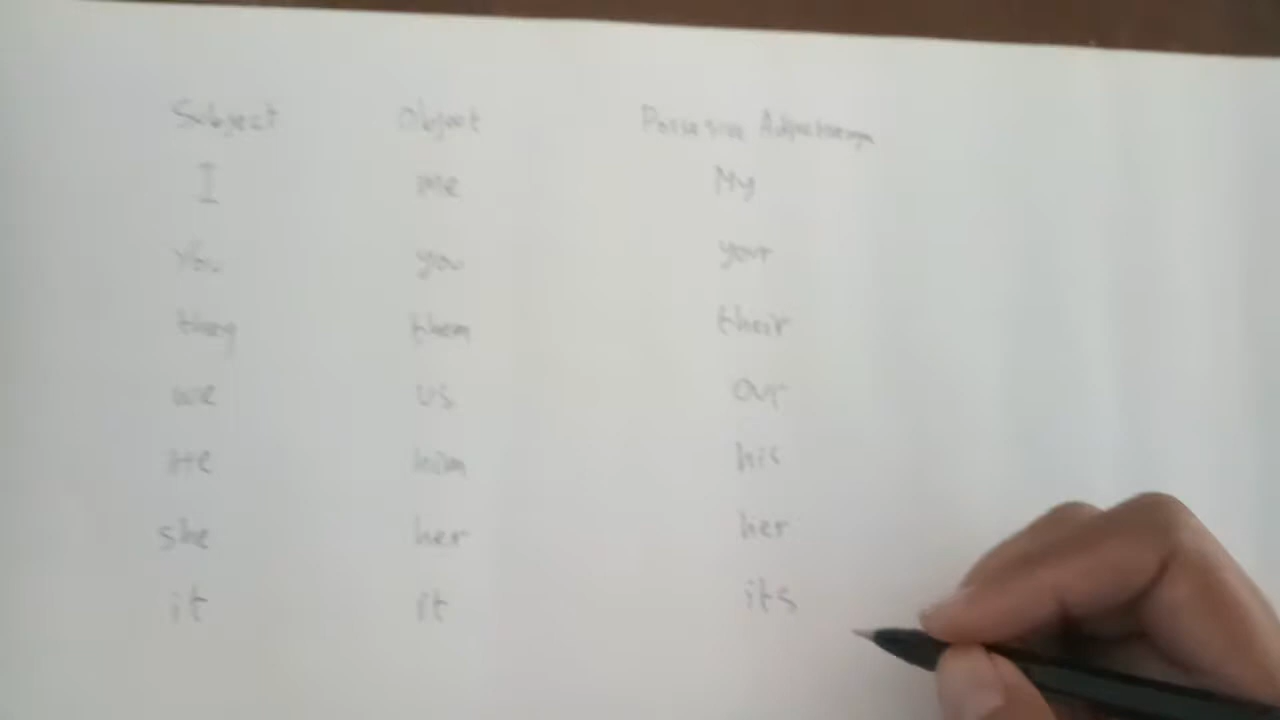 Subject Object
I me My
You you your
they them their
we us our
He him his
she her her
it it its